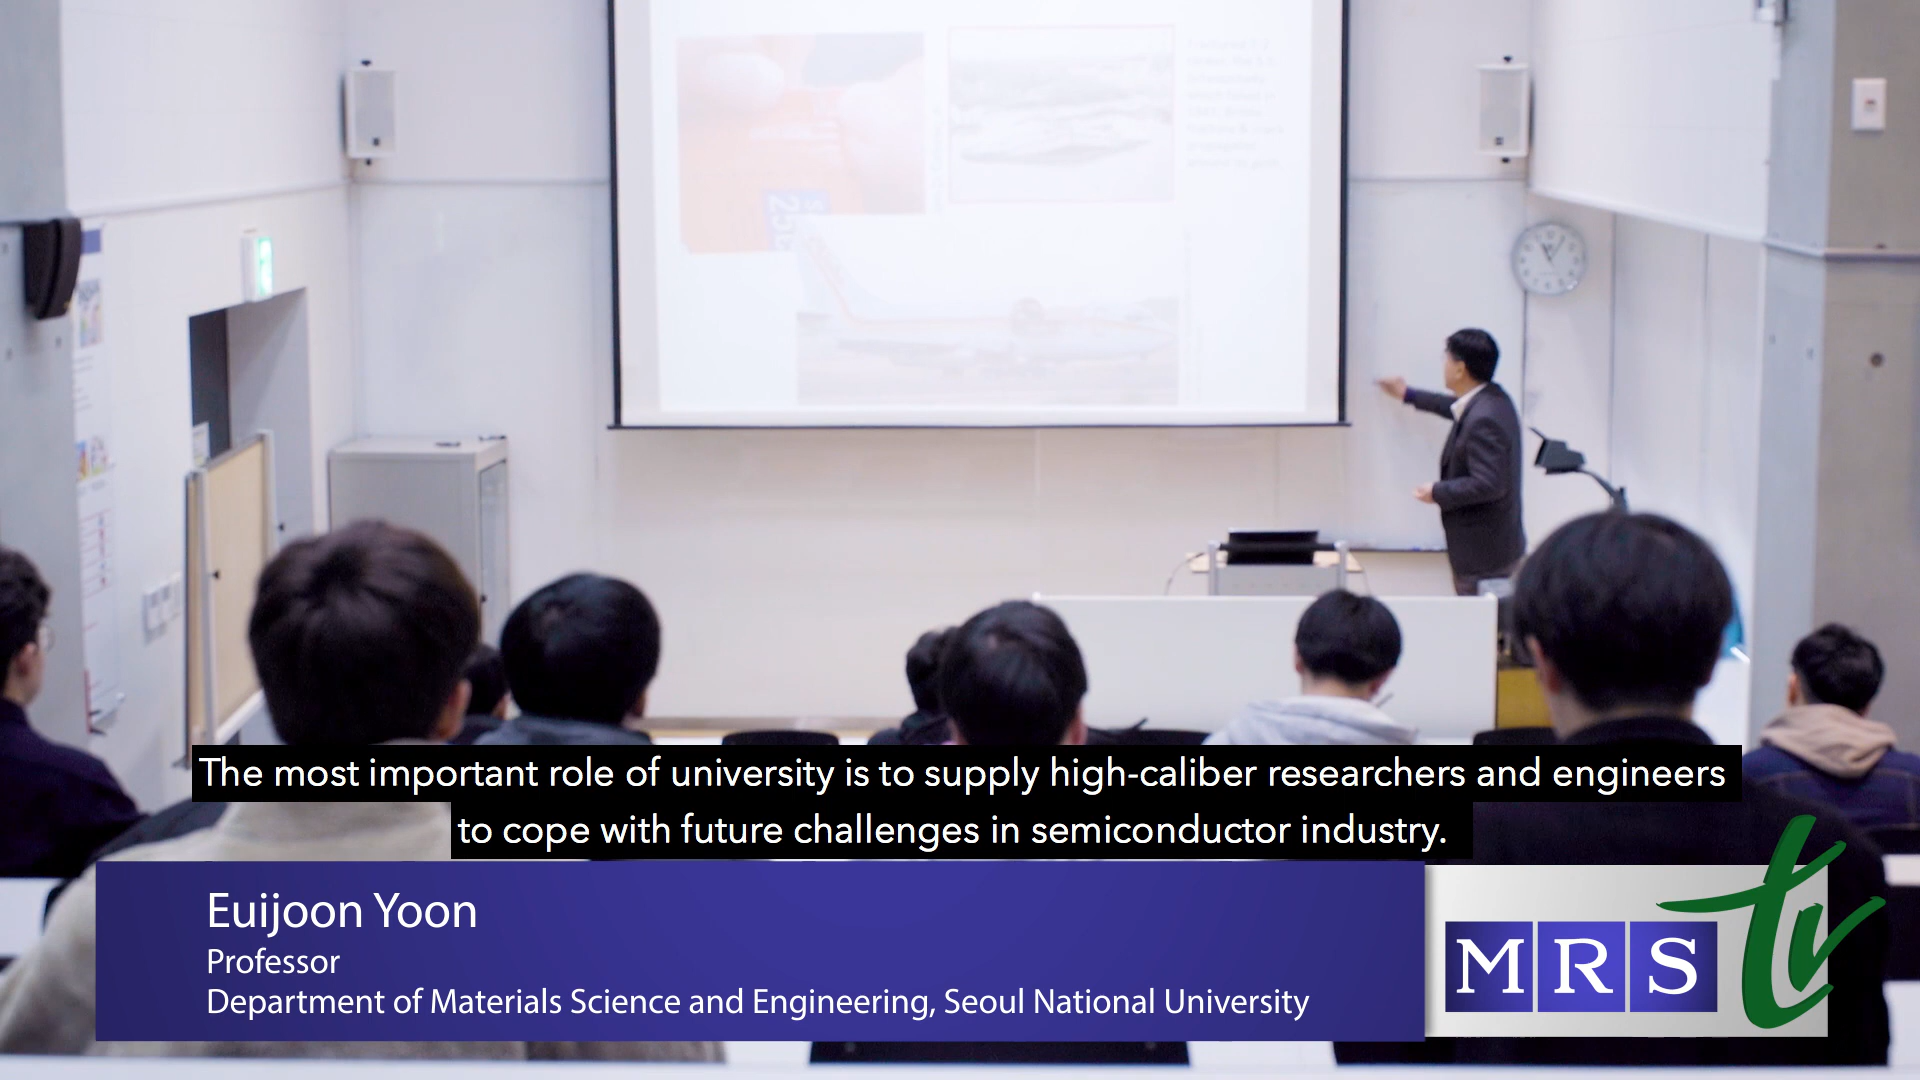 The most important role of university is to supply high-caliber researchers and engineers
to cope with future challenges in semiconductor industry.
Euijoon Yoon
Professor
Department of Materials Science and Engineering, Seoul National University
MRS tv